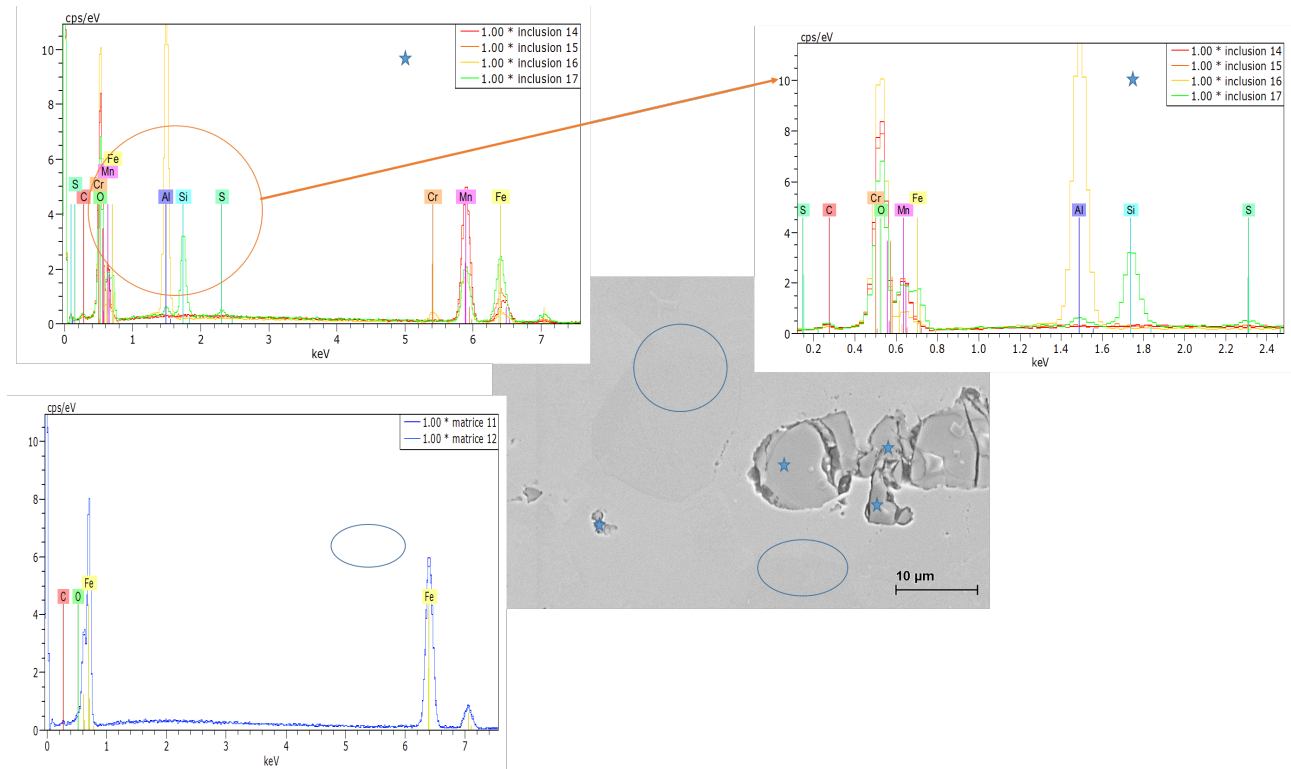 cps/eV
1.00 * inclusion 14
1.00 * inclusion 15
1.00 * inclusion 16
1.00 * inclusion 17
10
8
6
4
2
0
Fe
Mn
S Cr
C O Al Si S Cr Mn Fe
0 1 2 3 4 5 6 7
keV
cps/eV
1.00 * inclusion 14
1.00 * inclusion 15
1.00 * inclusion 16
1.00 * inclusion 17
10
8
6
4
2
0
Cr Fe
S C O Mn Al Si S
0.2 0.4 0.6 0.8 1.0 1.2 1.4 1.6 1.8 2.0 2.2 2.4
keV
cps/eV
1.00 * matrice 11
1.00 * matrice 12
10
8
6
4
2
0
Fe
C O Fe
0 1 2 3 4 5 6 7
keV
10 µm